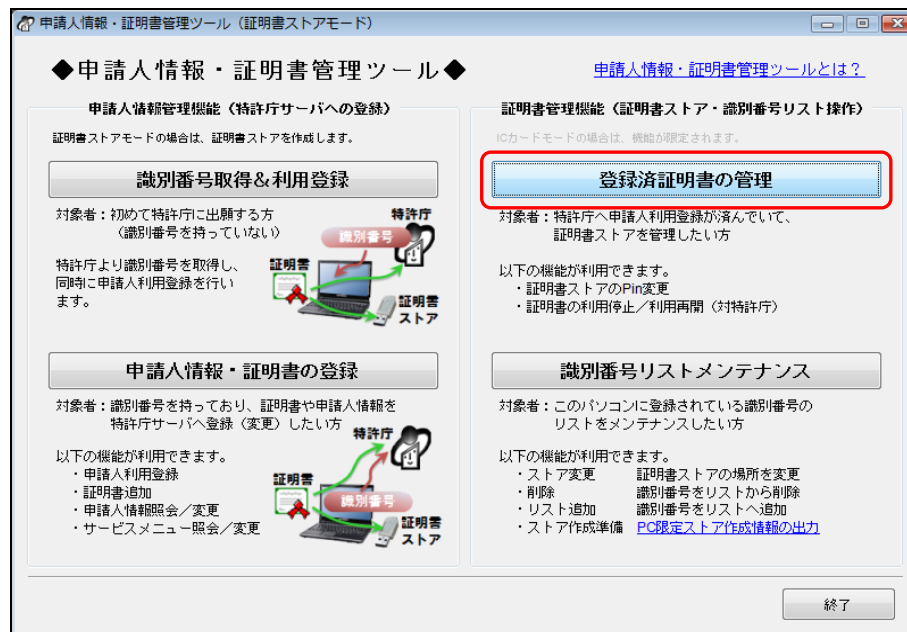 申請人情報・証明書管理ツール（証明書ストアモード）
◆申請人情報・証明書管理ツール◆
申請人情報・証明書管理ツールとは？
申請人情報管理機能（特許庁サーバへの登録）
証明書ストアモードの場合は、証明書ストアを作成します。
識別番号取得＆利用登録
対象者：初めて特許庁に出願する方
（識別番号を持っていない）
特許庁より識別番号を取得し、
同時に申請人利用登録を行い
ます。
特許庁
識別番号
証明書
証明書
ストア
申請人情報・証明書の登録
対象者：識別番号を持っており、証明書や申請人情報を
特許庁サーバへ登録（変更）したい方
以下の機能が利用できます。
・申請人利用登録
・証明書追加
・申請人情報照会／変更
・サービスメニュー照会／変更
特許庁
証明書
識別番号
証明書
ストア
証明書管理機能（証明書ストア・識別番号リスト操作）
ICカードモードの場合は、機能が限定されます。
登録済証明書の管理
対象者：特許庁へ申請人利用登録が済んでいて、
証明書ストアを管理したい方
以下の機能が利用できます。
・証明書ストアのPin変更
・証明書の利用停止／利用再開（対特許庁）
識別番号リストメンテナンス
対象者：このパソコンに登録されている識別番号の
リストをメンテナンスしたい方
以下の機能が利用できます。
・ストア変更 証明書ストアの場所を変更
・削除 識別番号をリストから削除
・リスト追加 識別番号をリストへ追加
・ストア作成準備 PC限定ストア作成情報の出力
終了